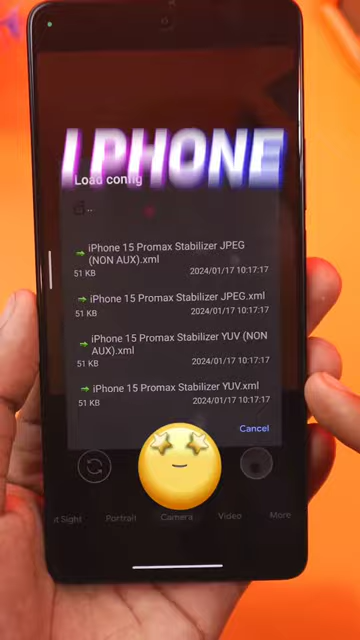 I PHONE
Load config
..
iPhone 15 Promax Stabilizer JPEG
(NON AUX).xml
51 KB 2024/01/17 10:17:17
iPhone 15 Promax Stabilizer JPEG.xml
51 KB 2024/01/17 10:17:17
iPhone 15 Promax Stabilizer YUV (NON
AUX).xml
51 KB 2024/01/17 10:17:17
iPhone 15 Promax Stabilizer YUV.xml
51 KB 2024/01/17 10:17:17
Cancel
t Sight Portrait Camera Video More